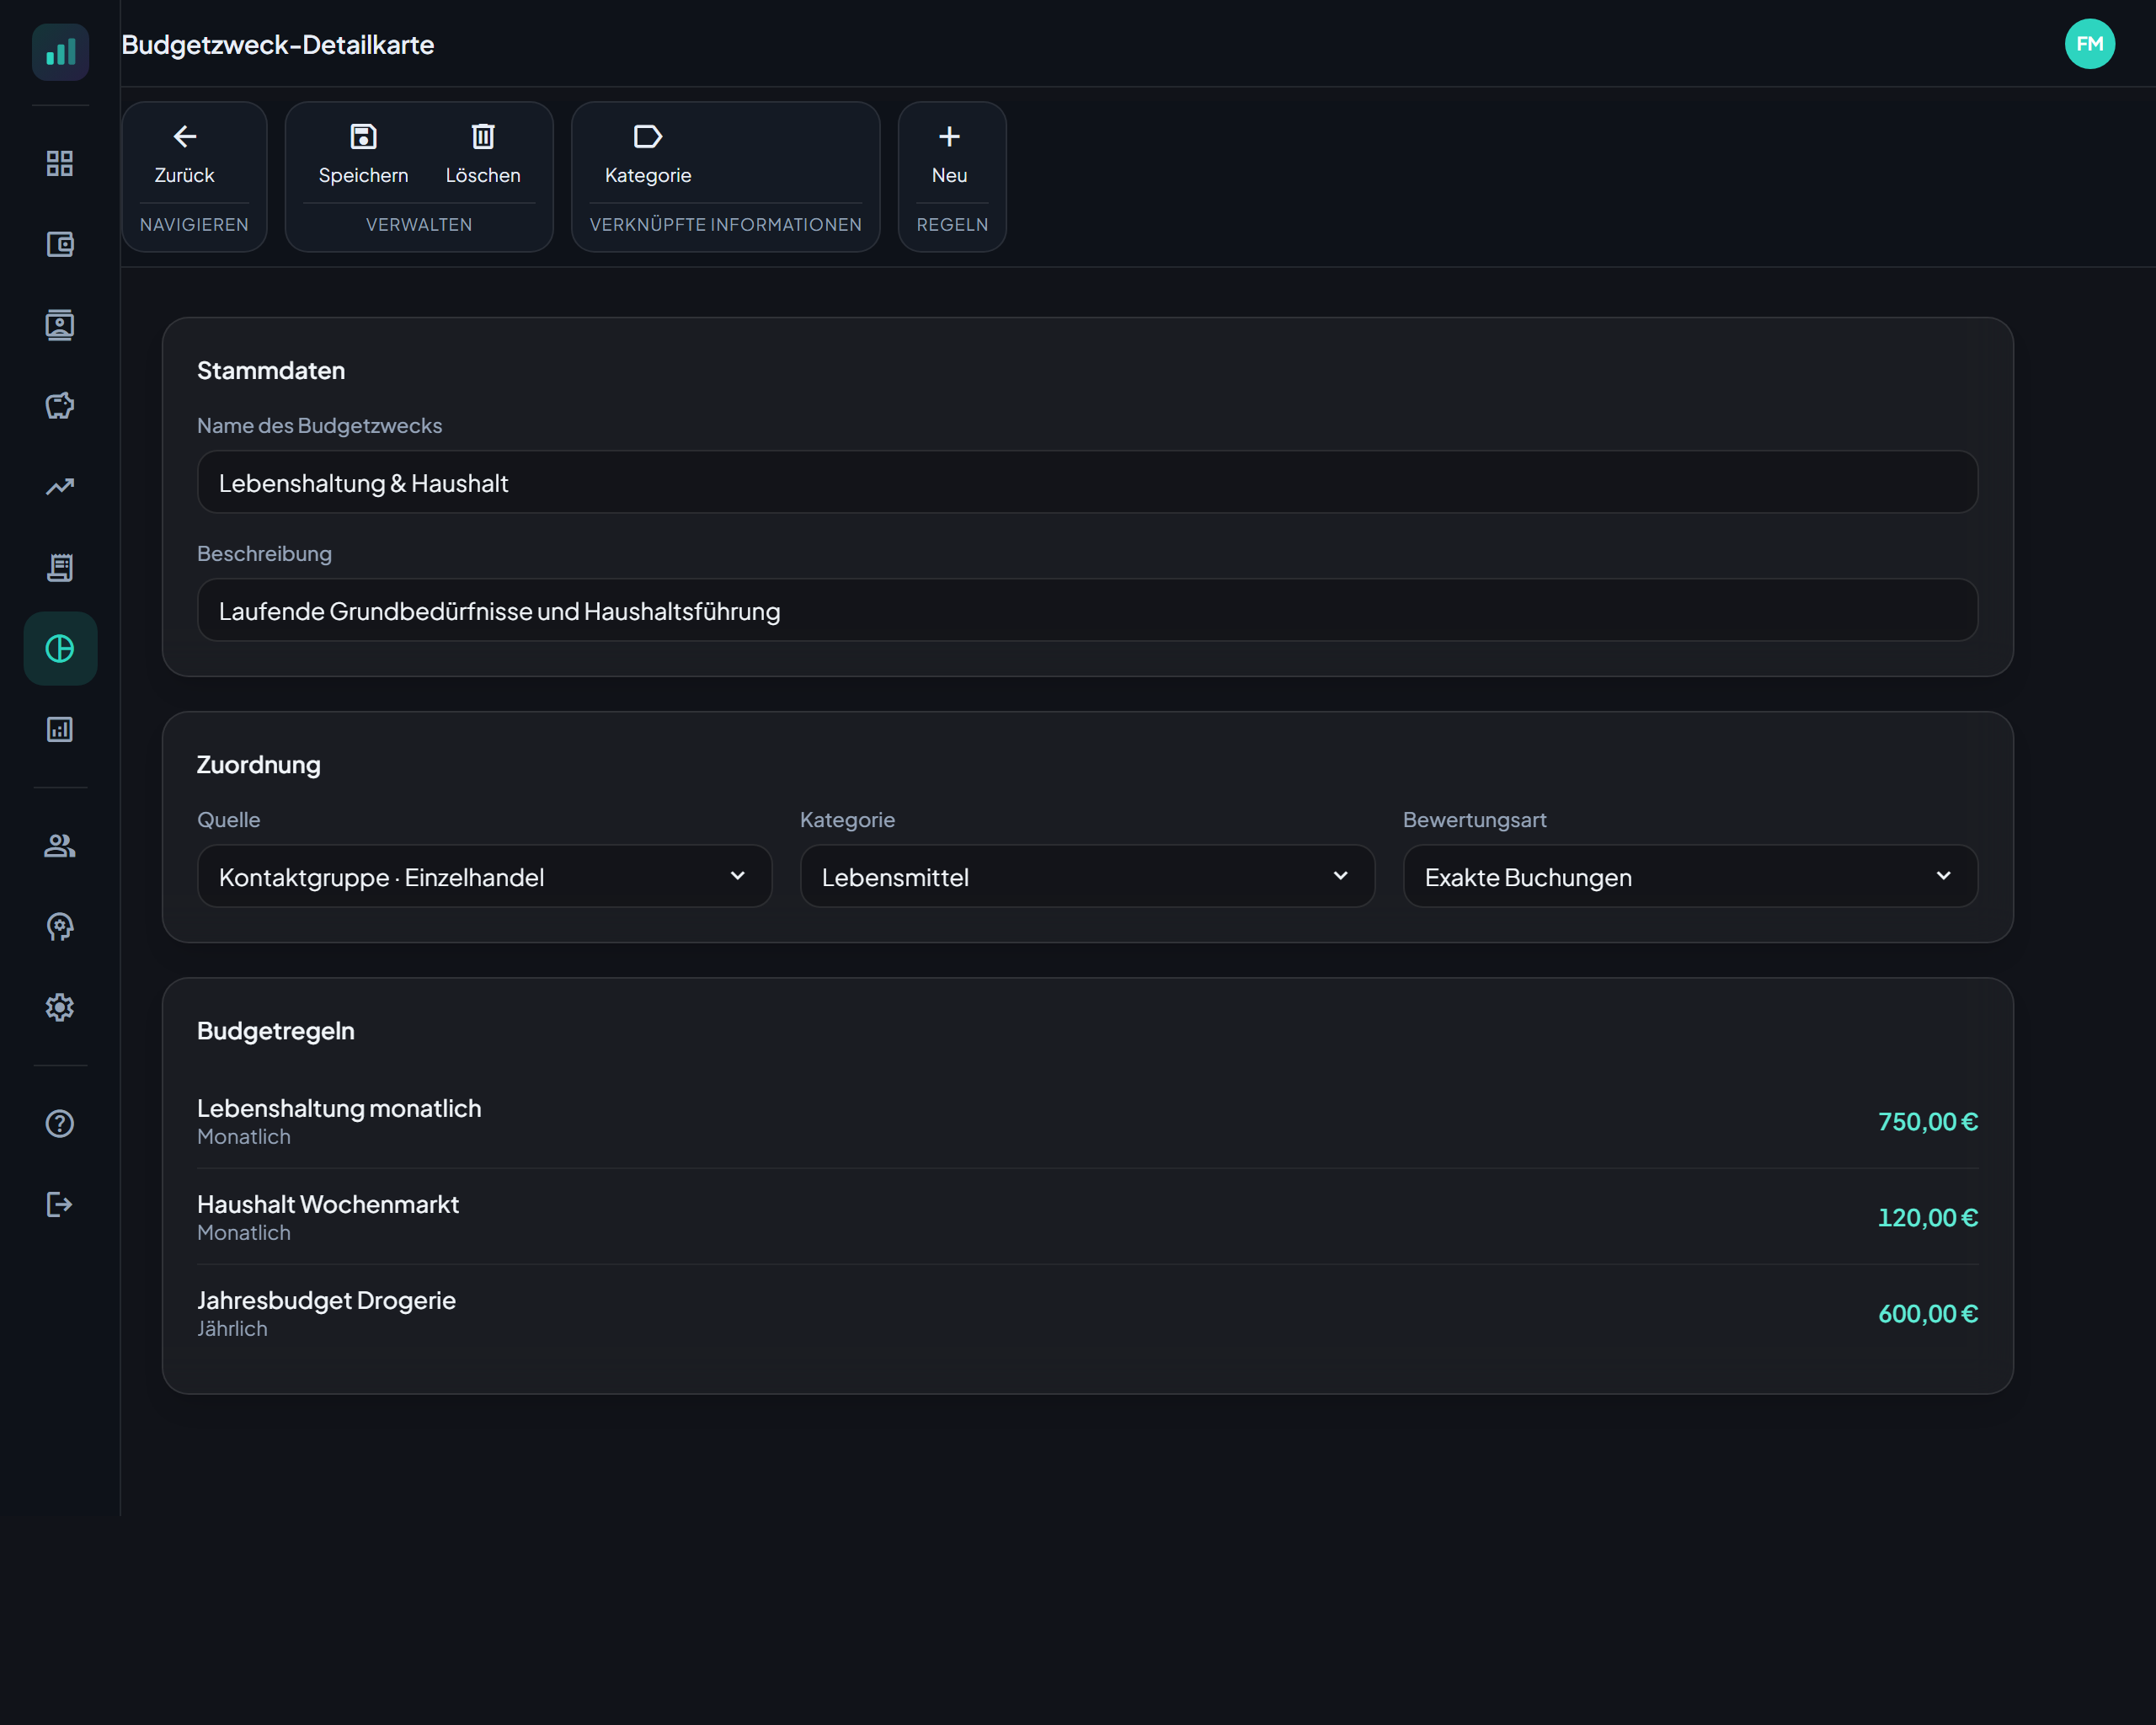 Budgetzweck-Detailkarte
FM
Zurück
NAVIGIEREN
Speichern Löschen
VERWALTEN
Kategorie
VERKNÜPFTE INFORMATIONEN
Neu
REGELN
Stammdaten
Name des Budgetzwecks
Lebenshaltung & Haushalt
Beschreibung
Laufende Grundbedürfnisse und Haushaltsführung
Zuordnung
Quelle
Kontaktgruppe · Einzelhandel
Kategorie
Lebensmittel
Bewertungsart
Exakte Buchungen
Budgetregeln
Lebenshaltung monatlich
Monatlich
750,00 €
Haushalt Wochenmarkt
Monatlich
120,00 €
Jahresbudget Drogerie
Jährlich
600,00 €